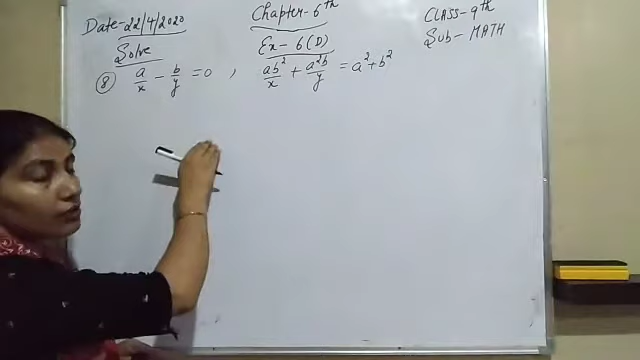 Date-22/4/2020
Chapter-6th
CLASS-9th
Sub-MATH
Ex-6(D)
Solve
(8) a/x - b/y = 0 , ab²/x + a²b/y = a²+b²